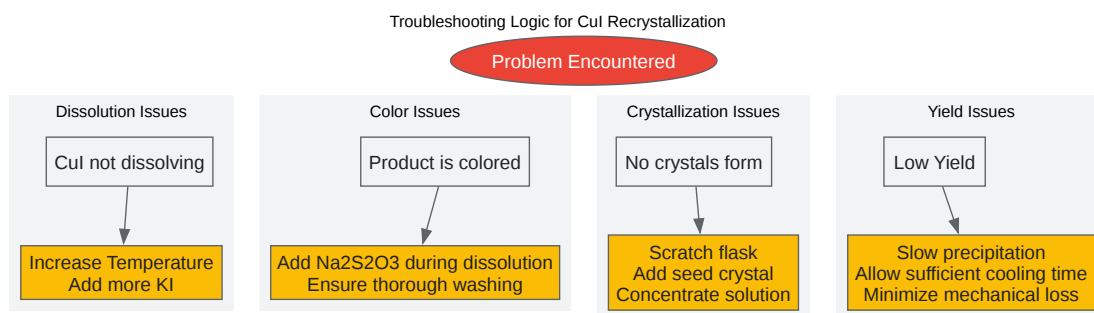 Troubleshooting Logic for CuI Recrystallization
Problem Encountered
Dissolution Issues
CuI not dissolving
Increase Temperature
Add more KI
Color Issues
Product is colored
Add Na2S2O3 during dissolution
Ensure thorough washing
Crystallization Issues
No crystals form
Scratch flask
Add seed crystal
Concentrate solution
Yield Issues
Low Yield
Slow precipitation
Allow sufficient cooling time
Minimize mechanical loss